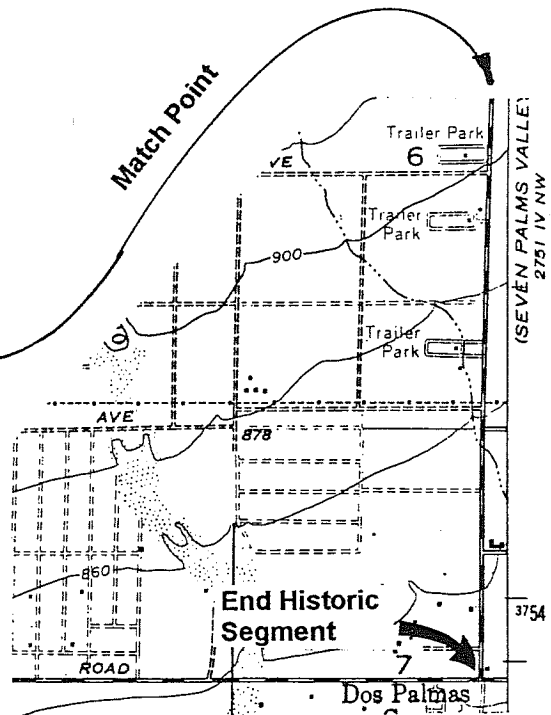 Match Point
Trailer Park
6
VE
(SEVEN PALMS VALLEY
2751 IV NW
Trailer
Park
900
Trailer
Park
AVE
878
860
End Historic
Segment
3754
ROAD
7
Dos Palmas